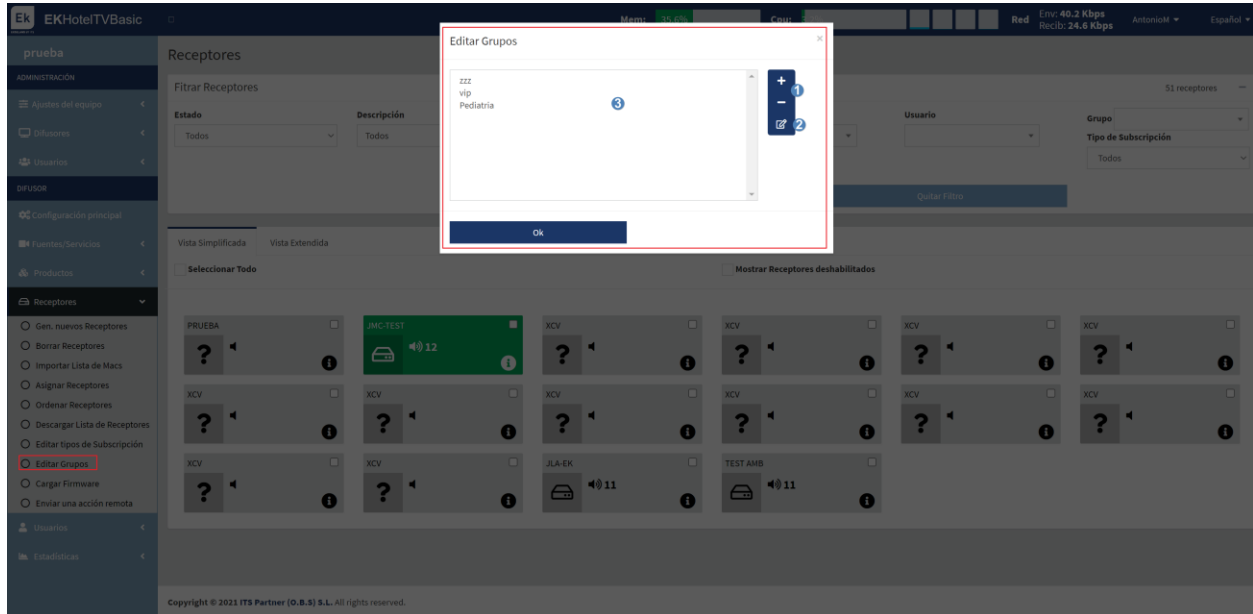 Ek EKHotelTVBasic
Mem: 35.6% Cpu:
Red Env: 40.2 Kbps
Recib: 24.6 Kbps
AntonioM Español
prueba
ADMINISTRACIÓN
Ajustes del equipo
Difusores
Usuarios
DIFUSOR
Configuración principal
Fuentes/Servicios
Productos
Receptores
Gen. nuevos Receptores
Borrar Receptores
Importar Lista de Macs
Asignar Receptores
Ordenar Receptores
Descargar Lista de Receptores
Editar tipos de Subscripción
Editar Grupos
Cargar Firmware
Enviar una acción remota
Usuarios
Estadísticas
Receptores
Fitrar Receptores
51 receptores
Estado
Todos
Descripción
Todos
Usuario
Grupo
Tipo de Subscripción
Todos
Quitar Filtro
Editar Grupos
×
zzz
vip
Pediatria
3
1
2
Ok
Vista Simplificada Vista Extendida
Seleccionar Todo
Mostrar Receptores deshabilitados
PRUEBA
JMC-TEST
12
XCV
XCV
XCV
XCV
XCV
XCV
XCV
XCV
XCV
XCV
XCV
XCV
JLA-EK
11
TEST AMB
11
Copyright © 2021 ITS Partner (O.B.S) S.L. All rights reserved.